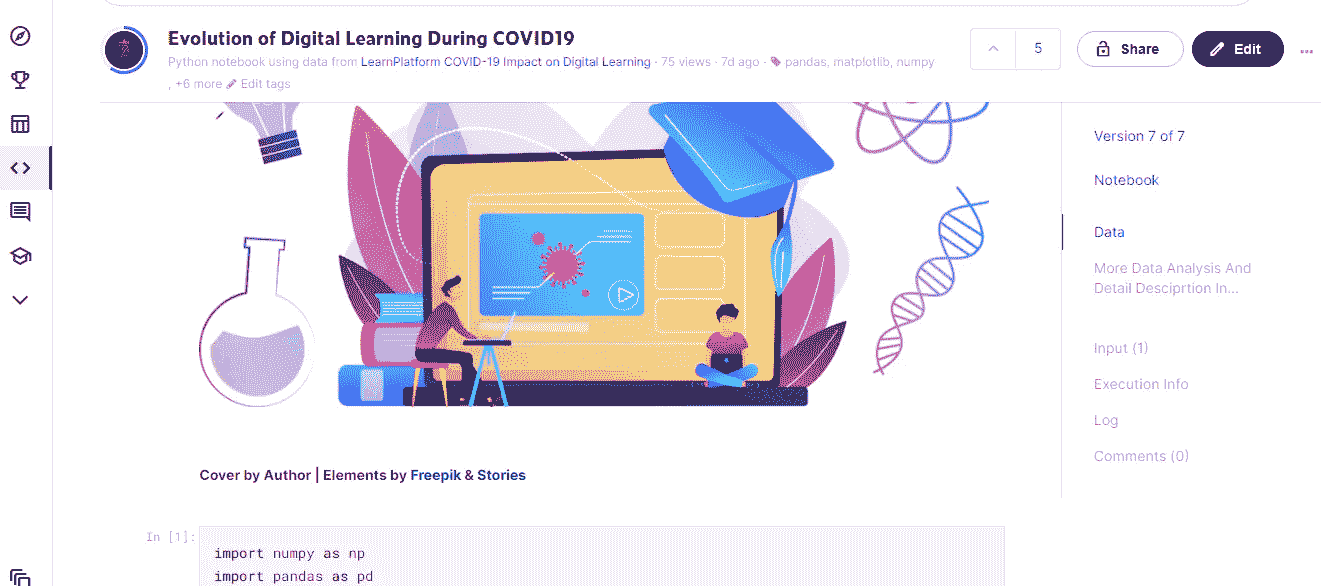 Evolution of Digital Learning During COVID19
Python notebook using data from LearnPlatform COVID-19 Impact on Digital Learning · 75 views · 7d ago · pandas, matplotlib, numpy
, +6 more Edit tags
5
Share
Edit
...
Version 7 of 7
Notebook
Data
More Data Analysis And
Detail Desciprtion In...
Input (1)
Execution Info
Log
Comments (0)
Cover by Author | Elements by Freepik & Stories
In [1]:
import numpy as np
import pandas as pd